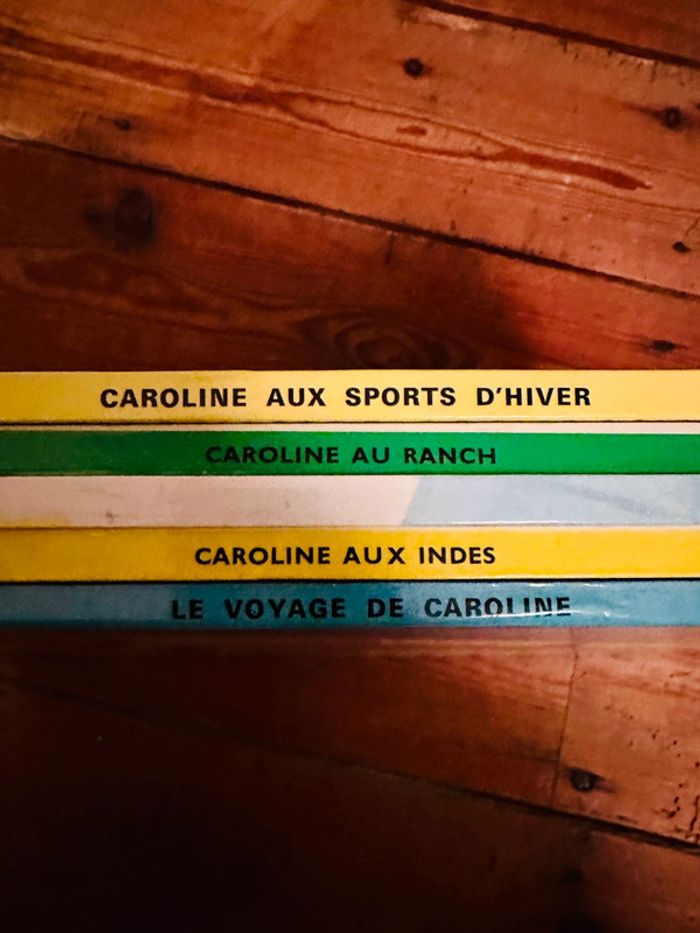 CAROLINE AUX SPORTS D'HIVER
CAROLINE AU RANCH
CAROLINE AUX INDES
LE VOYAGE DE CAROLINE